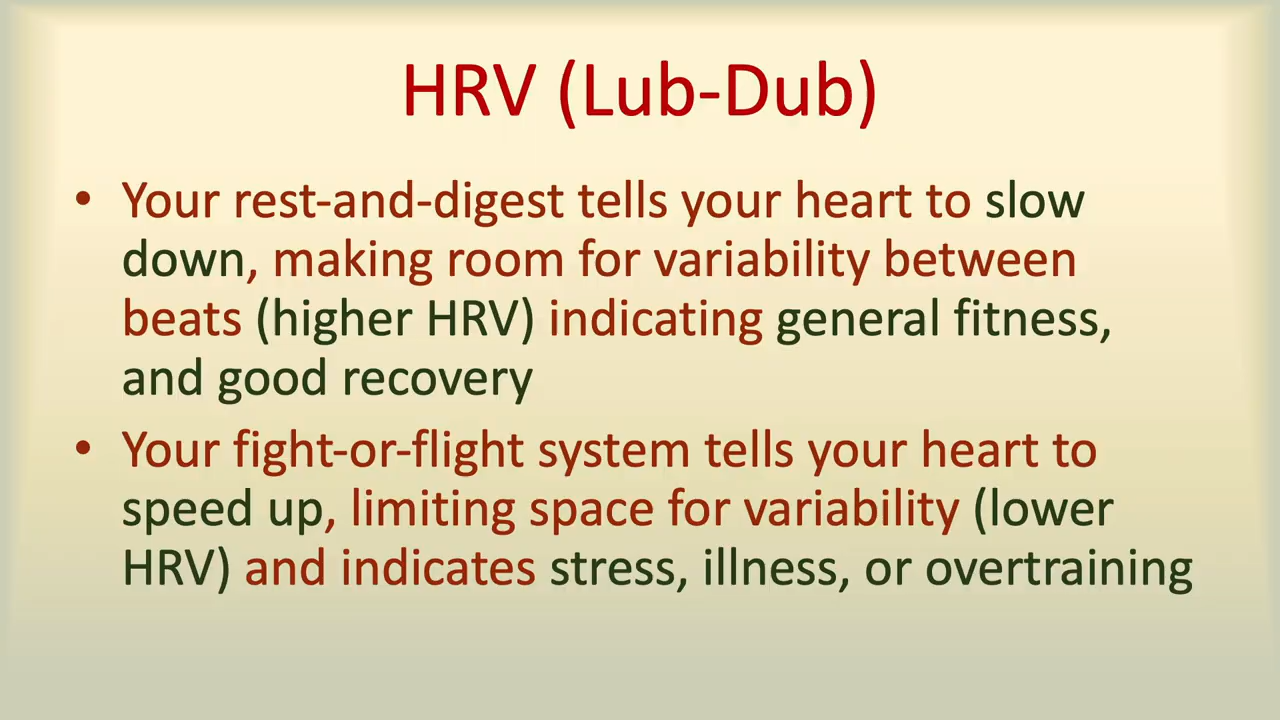 HRV (Lub-Dub)
• Your rest-and-digest tells your heart to slow
down, making room for variability between
beats (higher HRV) indicating general fitness,
and good recovery
• Your fight-or-flight system tells your heart to
speed up, limiting space for variability (lower
HRV) and indicates stress, illness, or overtraining